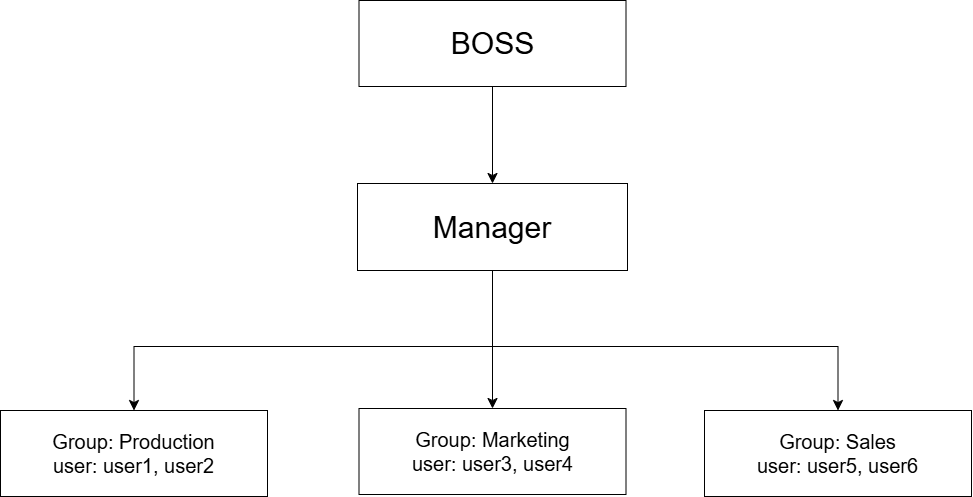 BOSS
Manager
Group: Production
user: user1, user2
Group: Marketing
user: user3, user4
Group: Sales
user: user5, user6